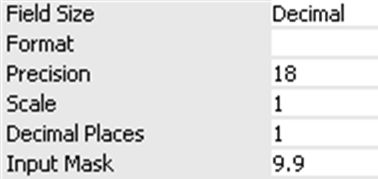 Field Size Decimal
Format
Precision 18
Scale 1
Decimal Places 1
Input Mask 9.9